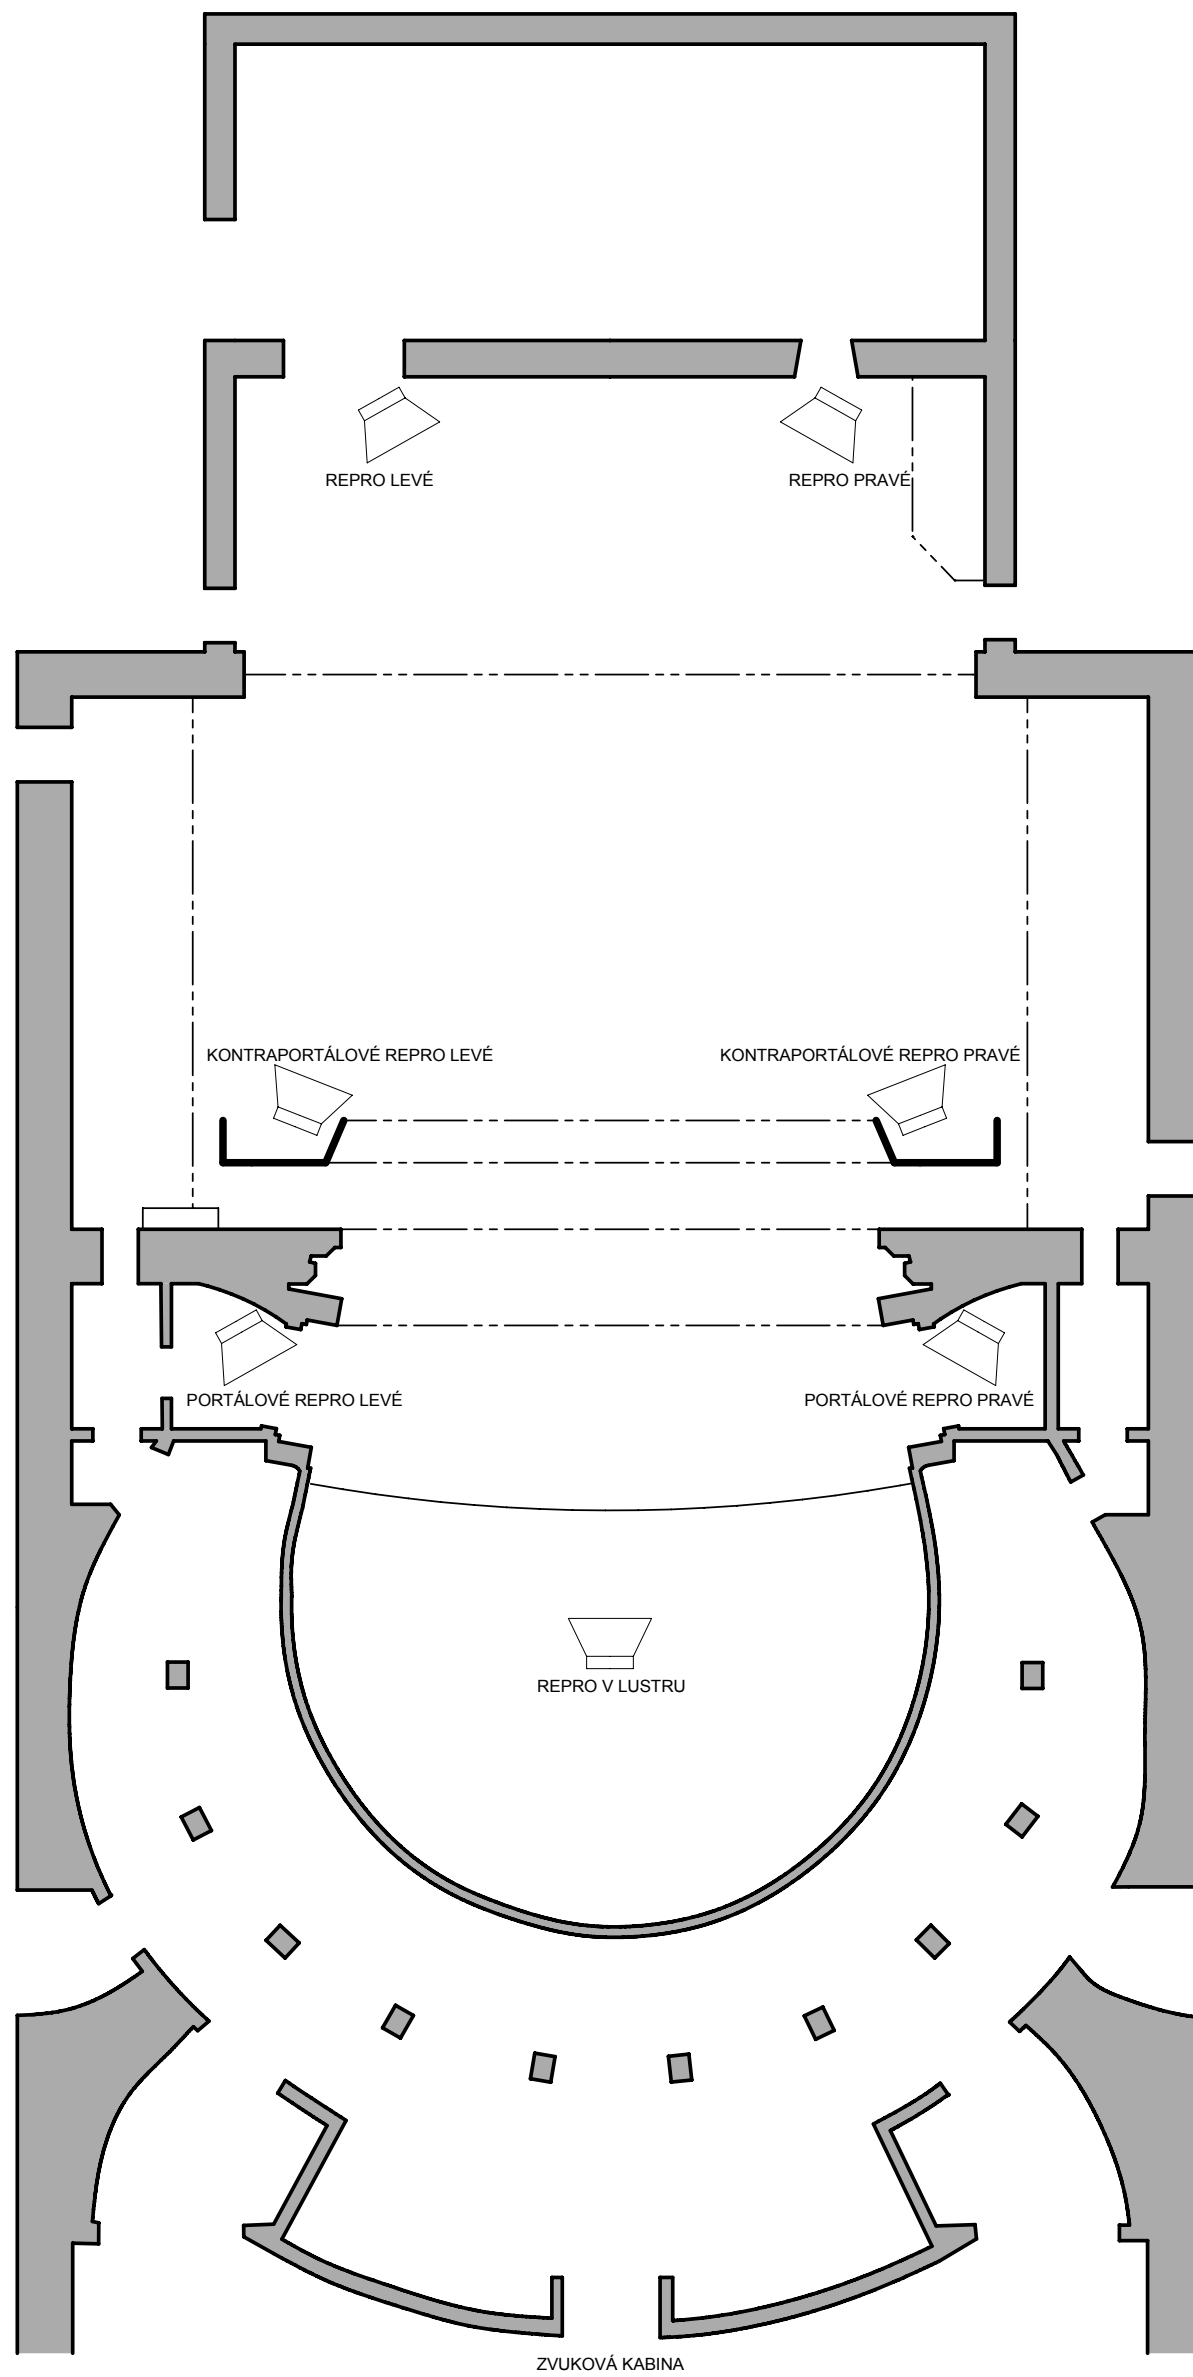 REPRO LEVÉ
REPRO PRAVÉ
KONTRAPORTÁLOVÉ REPRO LEVÉ
KONTRAPORTÁLOVÉ REPRO PRAVÉ
PORTÁLOVÉ REPRO LEVÉ
PORTÁLOVÉ REPRO PRAVÉ
REPRO V LUSTRU
ZVUKOVÁ KABINA